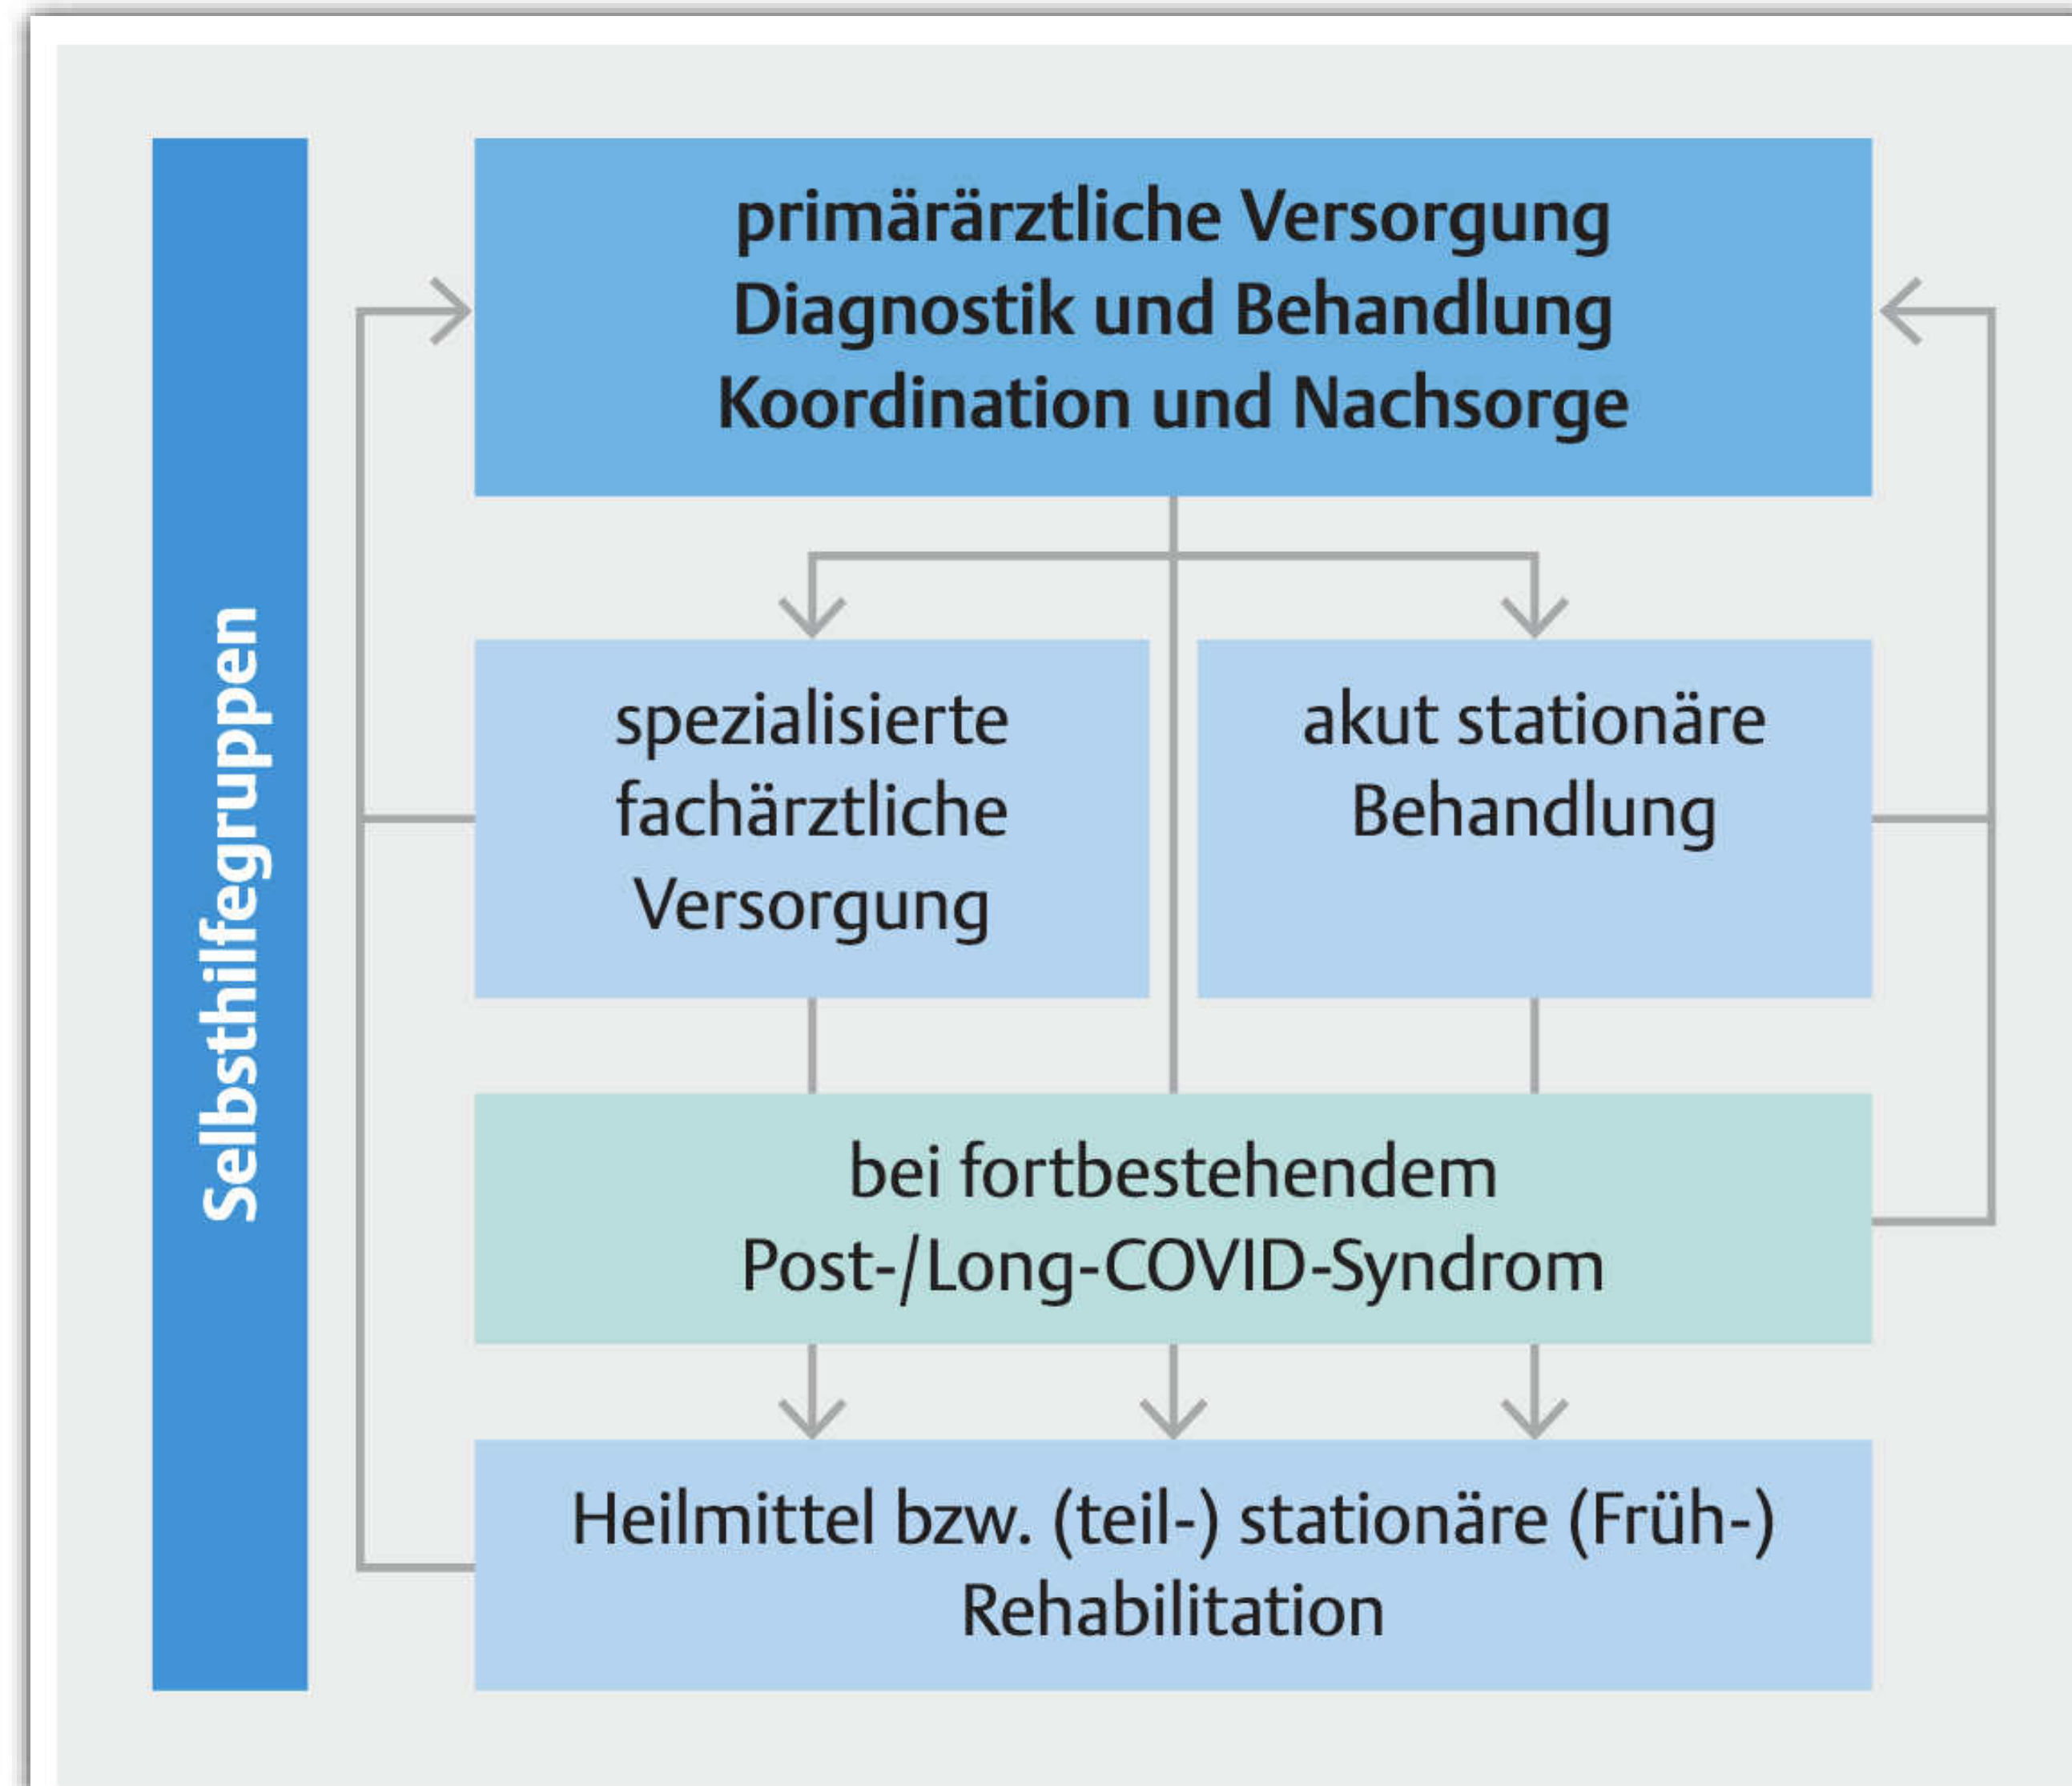 Selbsthilfegruppen
primärärztliche Versorgung
Diagnostik und Behandlung
Koordination und Nachsorge
spezialisierte
fachärztliche
Versorgung
akut stationäre
Behandlung
bei fortbestehendem
Post-/Long-COVID-Syndrom
Heilmittel bzw. (teil-) stationäre (Früh-)
Rehabilitation